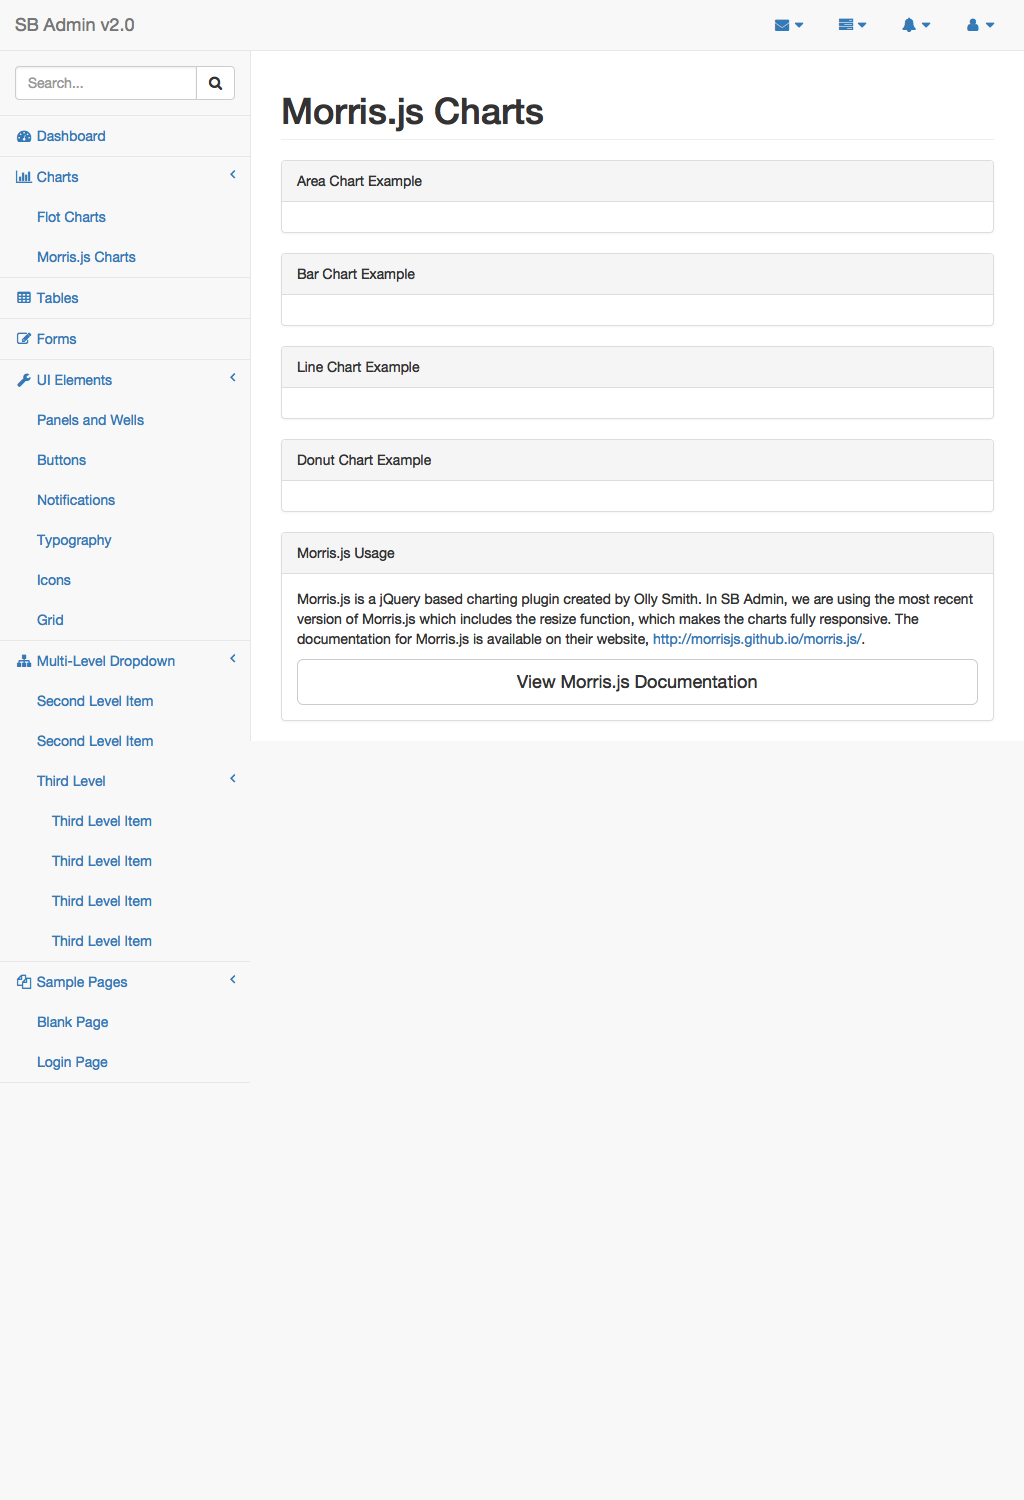 SB Admin v2.0
Search...
Dashboard
Charts
Flot Charts
Morris.js Charts
Tables
Forms
UI Elements
Panels and Wells
Buttons
Notifications
Typography
Icons
Grid
Multi-Level Dropdown
Second Level Item
Second Level Item
Third Level
Third Level Item
Third Level Item
Third Level Item
Third Level Item
Sample Pages
Blank Page
Login Page
Morris.js Charts
Area Chart Example
Bar Chart Example
Line Chart Example
Donut Chart Example
Morris.js Usage
Morris.js is a jQuery based charting plugin created by Olly Smith. In SB Admin, we are using the most recent
version of Morris.js which includes the resize function, which makes the charts fully responsive. The
documentation for Morris.js is available on their website, http://morrisjs.github.io/morris.js/.
View Morris.js Documentation